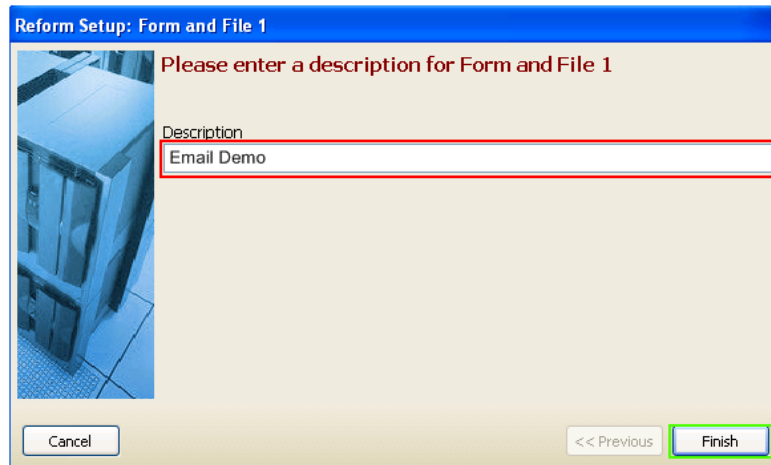 Reform Setup: Form and File 1
Please enter a description for Form and File 1
Description
Email Demo
Cancel
<< Previous
Finish